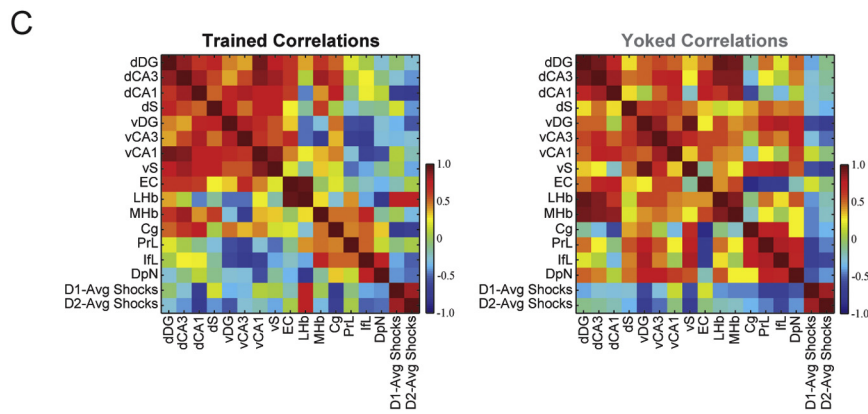 C
Trained Correlations
dDG
dCA3
dCA1
dS
vDG
vCA3
vCA1
vS
EC
LHb
MHb
Cg
PrL
IfL
DpN
D1-Avg Shocks
D2-Avg Shocks
dDG
dCA3
dCA1
dS
vDG
vCA3
vCA1
vS
EC
LHb
MHb
Cg
PrL
IFL
DpN
D1-Avg Shocks
D2-Avg Shocks
1.0
0.5
0
-0.5
-1.0
Yoked Correlations
dDG
dCA3
dCA1
dS
vDG
vCA3
vCA1
vS
EC
LHb
MHb
Cg
PrL
IfL
DpN
D1-Avg Shocks
D2-Avg Shocks
dDG
dCA3
dCA1
dS
vDG
vCA3
vCA1
vS
EC
LHb
MHb
Cg
PrL
IFL
DpN
D1-Avg Shocks
D2-Avg Shocks
1.0
0.5
0.0
-0.5
-1.0